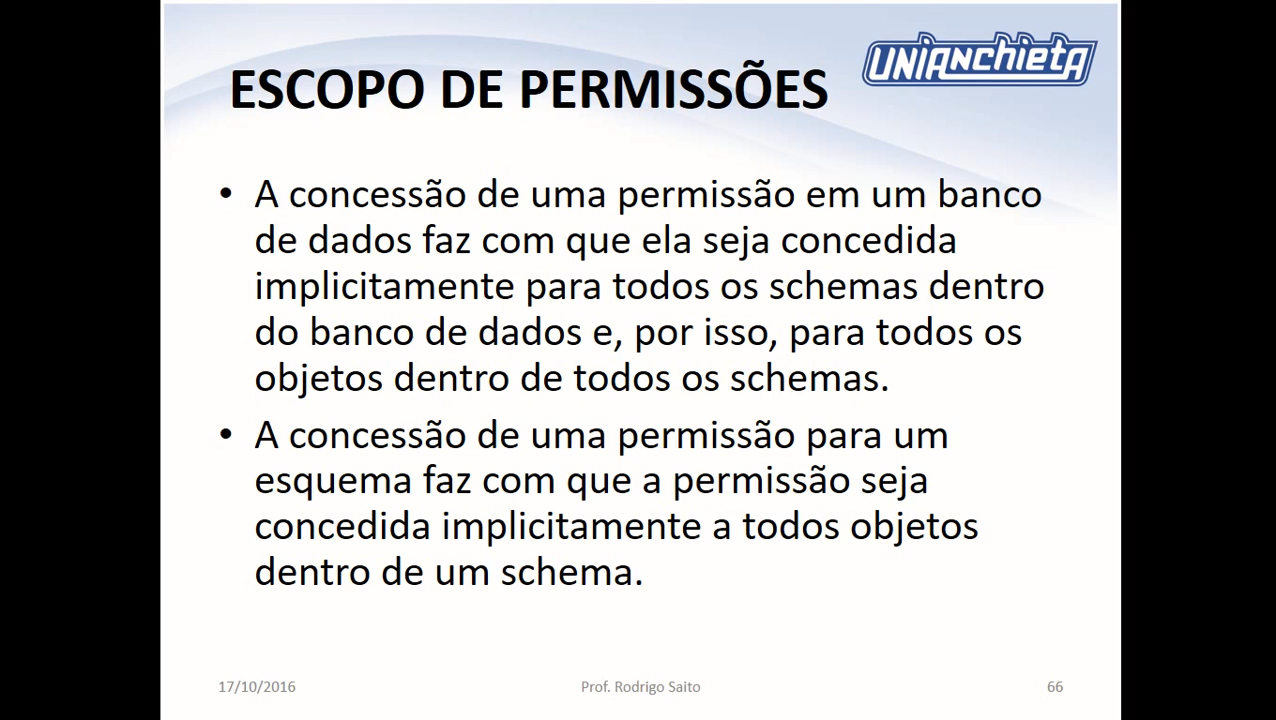 UNIANCHIETA
ESCOPO DE PERMISSÕES
• A concessão de uma permissão em um banco
de dados faz com que ela seja concedida
implicitamente para todos os schemas dentro
do banco de dados e, por isso, para todos os
objetos dentro de todos os schemas.
• A concessão de uma permissão para um
esquema faz com que a permissão seja
concedida implicitamente a todos objetos
dentro de um schema.
17/10/2016
Prof. Rodrigo Saito
66